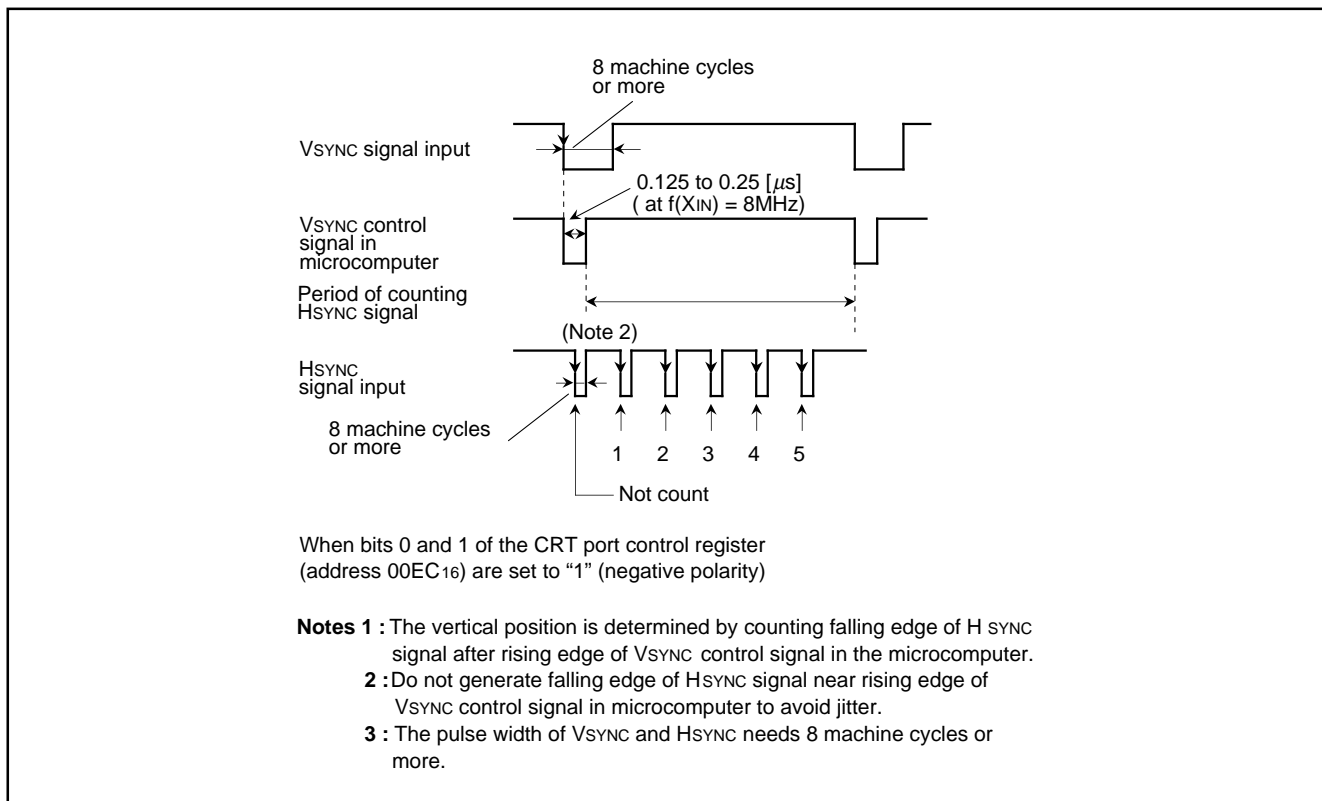 8 machine cycles
or more
VSYNC signal input
0.125 to 0.25 [μs]
( at f(XIN) = 8MHz)
VSYNC control
signal in
microcomputer
Period of counting
HSYNC signal
(Note 2)
HSYNC
signal input
8 machine cycles
or more
1 2 3 4 5
Not count
When bits 0 and 1 of the CRT port control register
(address 00EC16) are set to “1” (negative polarity)
Notes 1 : The vertical position is determined by counting falling edge of H SYNC
signal after rising edge of VSYNC control signal in the microcomputer.
2 : Do not generate falling edge of HSYNC signal near rising edge of
VSYNC control signal in microcomputer to avoid jitter.
3 : The pulse width of VSYNC and HSYNC needs 8 machine cycles or
more.